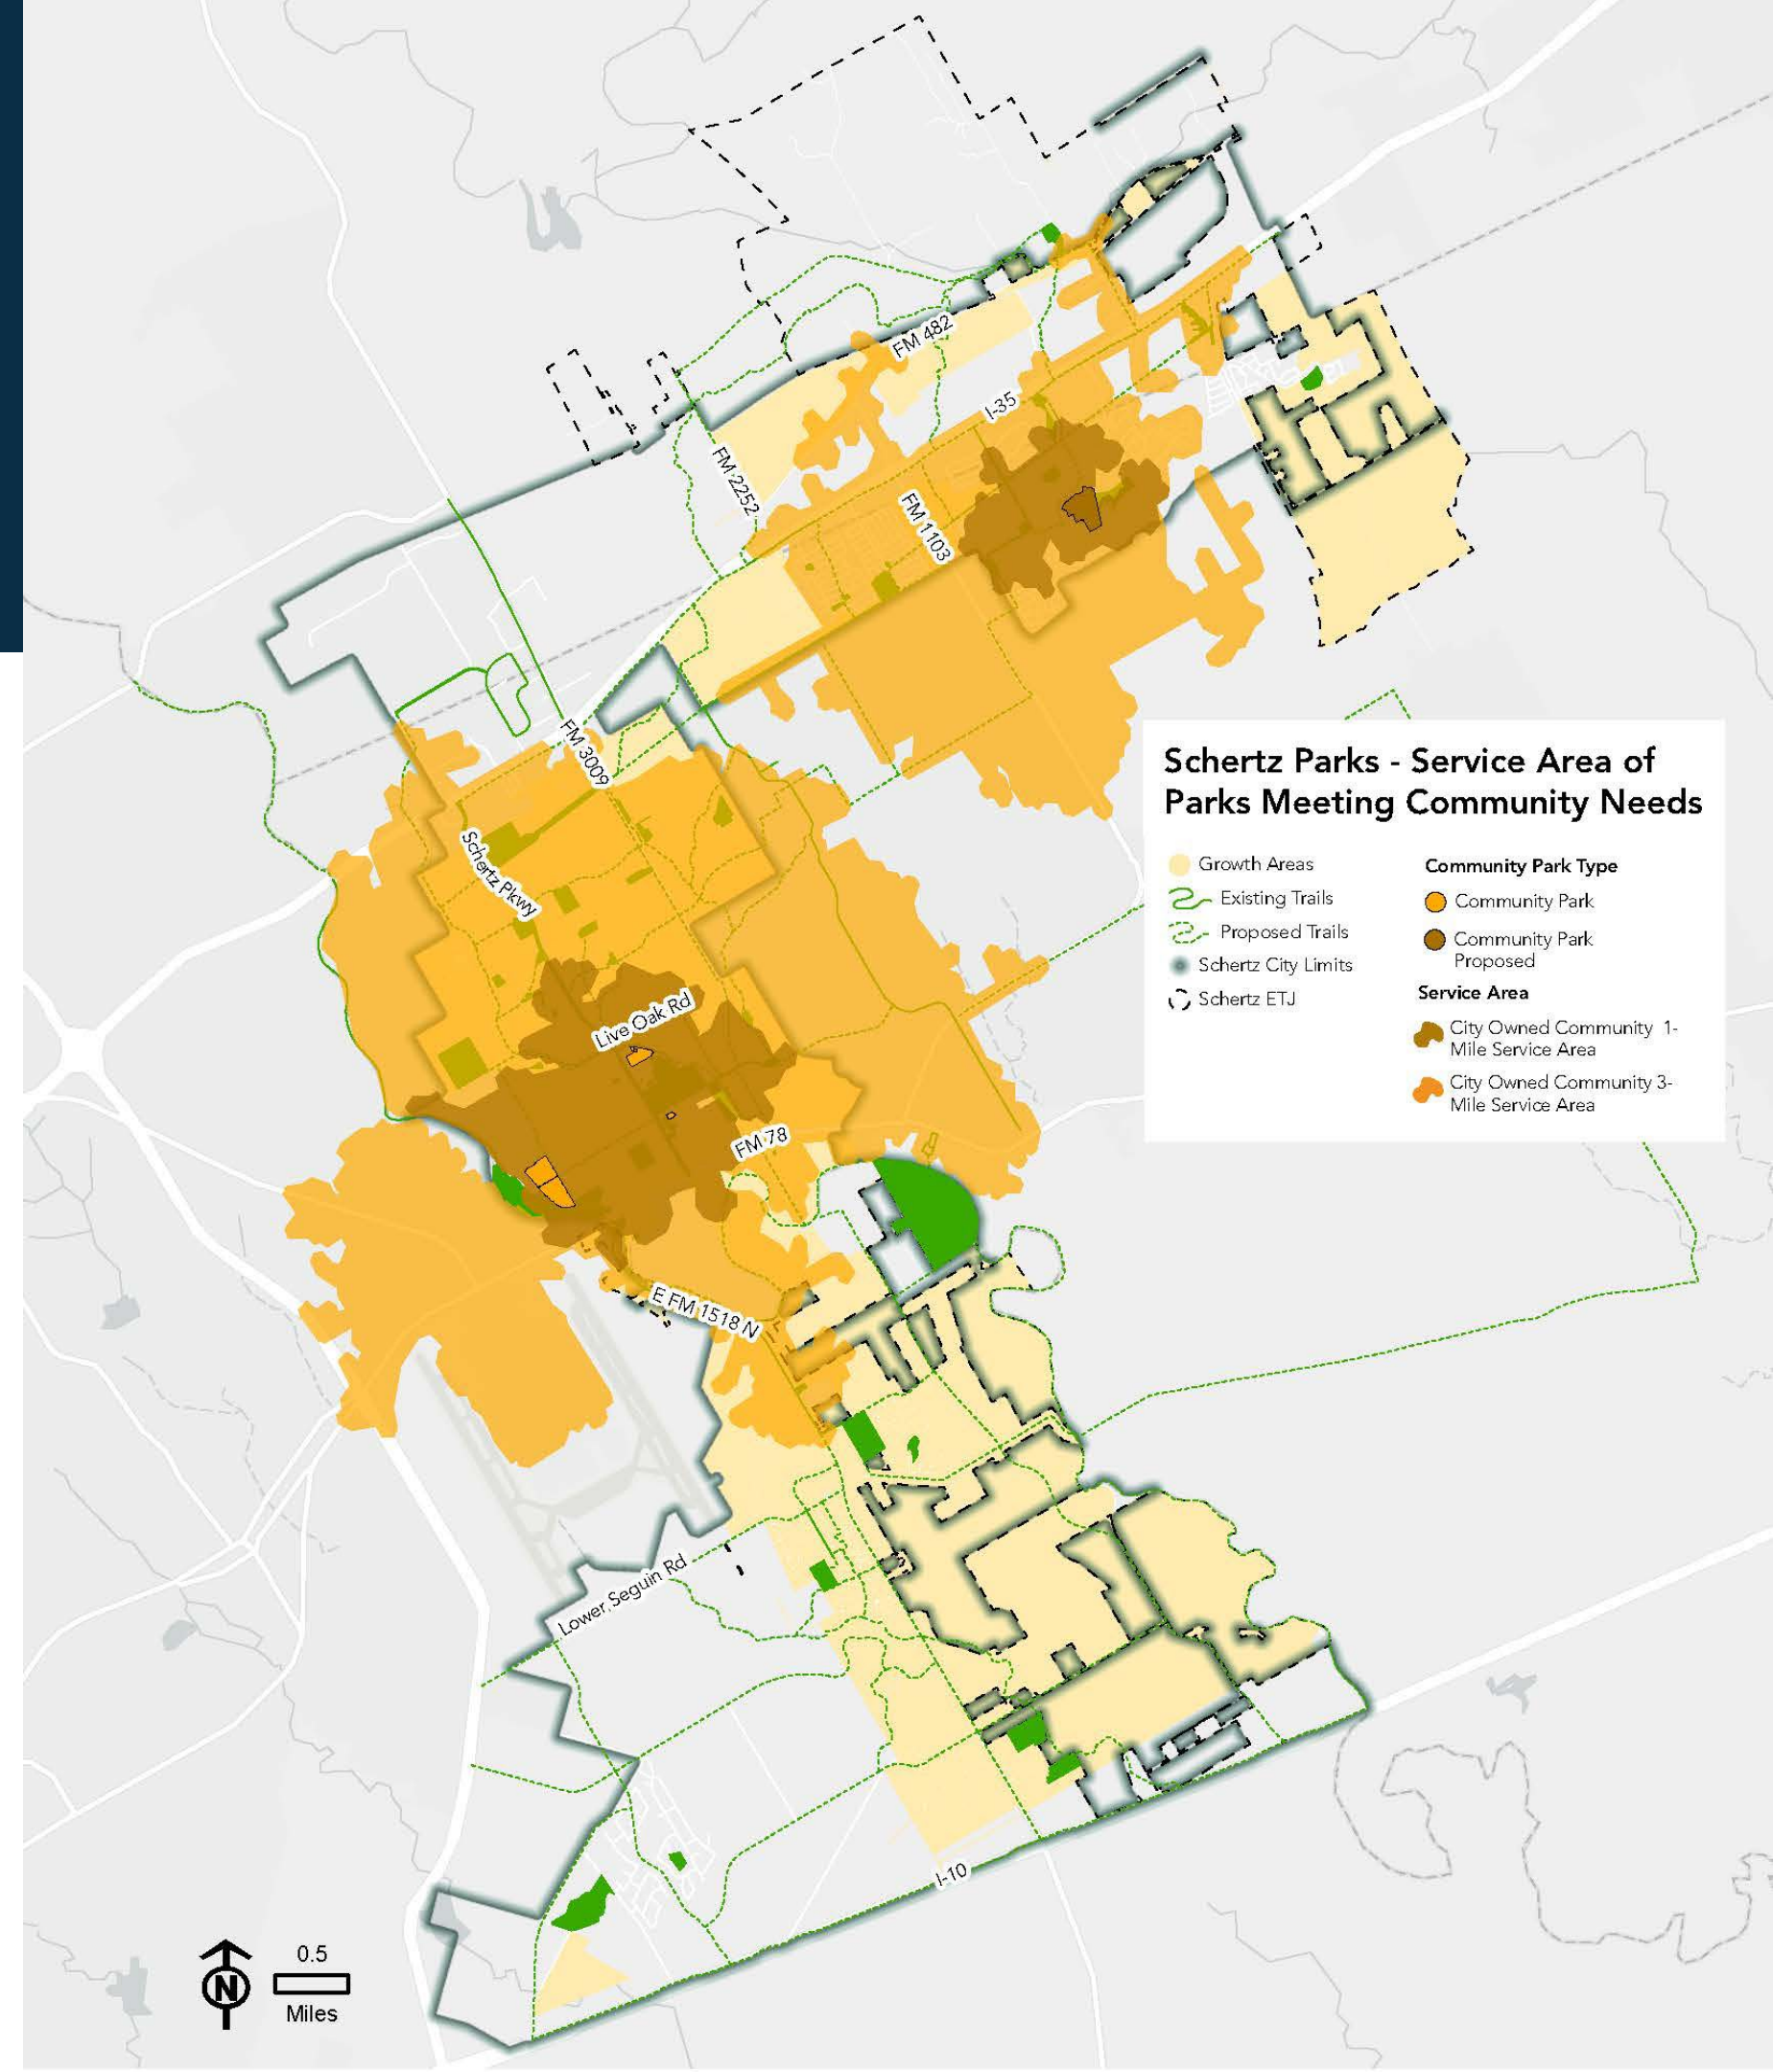 FM 482
I-35
FM 2252
FM 1103
FM 3009
Schertz Parks - Service Area of
Parks Meeting Community Needs
Growth Areas
Existing Trails
Proposed Trails
Schertz City Limits
Schertz ETJ
Community Park Type
Community Park
Community Park
Proposed
Service Area
City Owned Community 1-
Mile Service Area
City Owned Community 3-
Mile Service Area
Schertz Pkwy
Live Oak Rd
FM 78
E FM 1518 N
Lower Seguin Rd
I-10
N
0.5
Miles